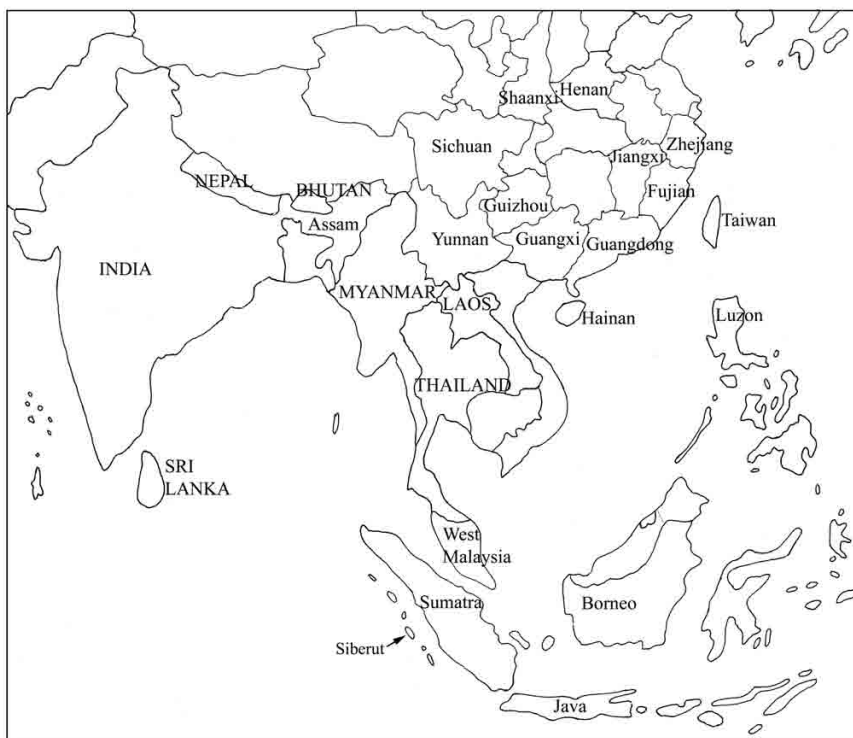 Shaanxi
Henan
Sichuan
Jiangxi
Zhejiang
NEPAL
BHUTAN
Fujian
Guizhou
Assam
Taiwan
Yunnan
Guangxi
Guangdong
INDIA
MYANMAR
LAOS
Hainan
Luzon
THAILAND
SRI
LANKA
West
Malaysia
Sumatra
Borneo
Siberut
Java